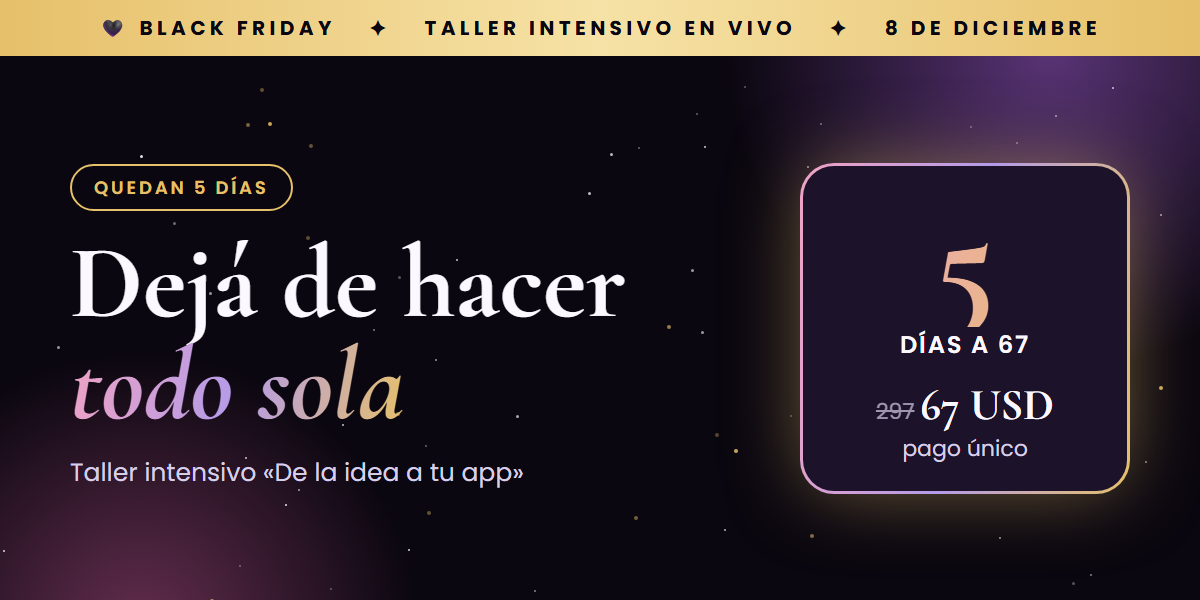 🖤 BLACK FRIDAY ✦ TALLER INTENSIVO EN VIVO ✦ 8 DE DICIEMBRE
QUEDAN 5 DÍAS
Dejá de hacer
todo sola
Taller intensivo «De la idea a tu app»
5
DÍAS A 67
297 67 USD
pago único